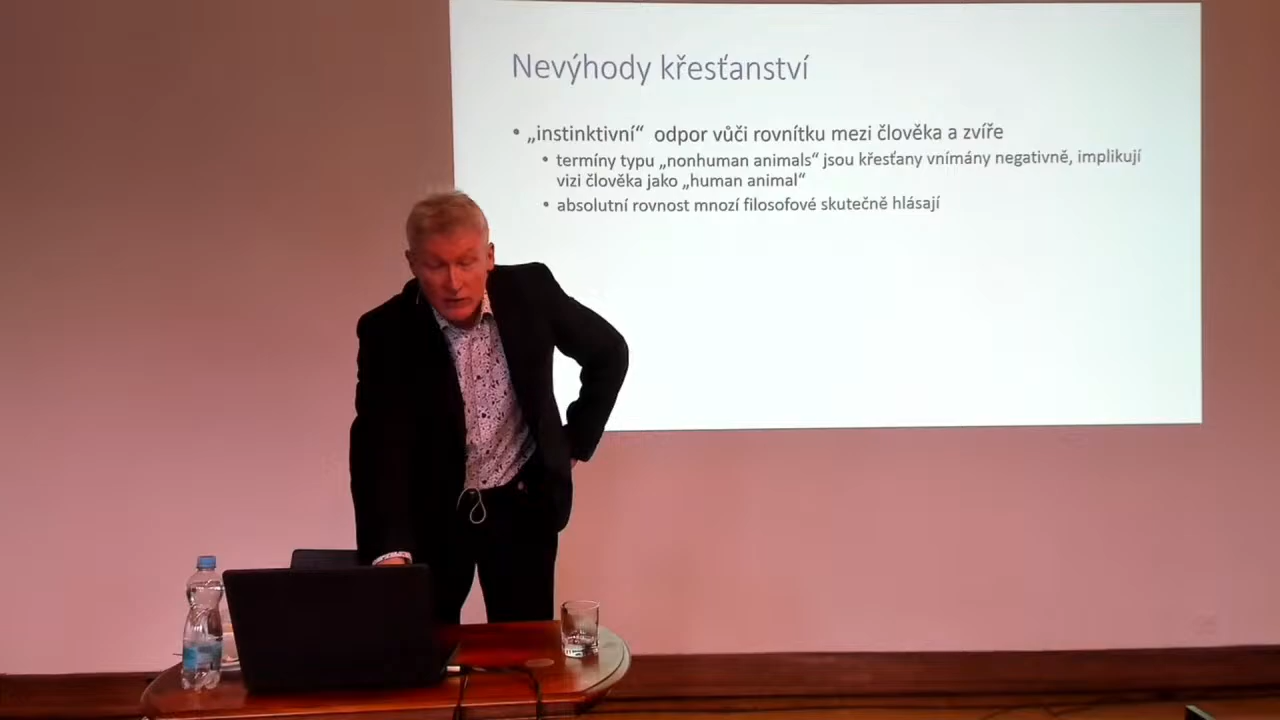 Nevýhody křesťanství
• „instinktivní“ odpor vůči rovnítku mezi člověka a zvíře
• termíny typu „nonhuman animals“ jsou křesťany vnímány negativně, implikují
vizi člověka jako „human animal“
• absolutní rovnost mnozí filosofové skutečně hlásají